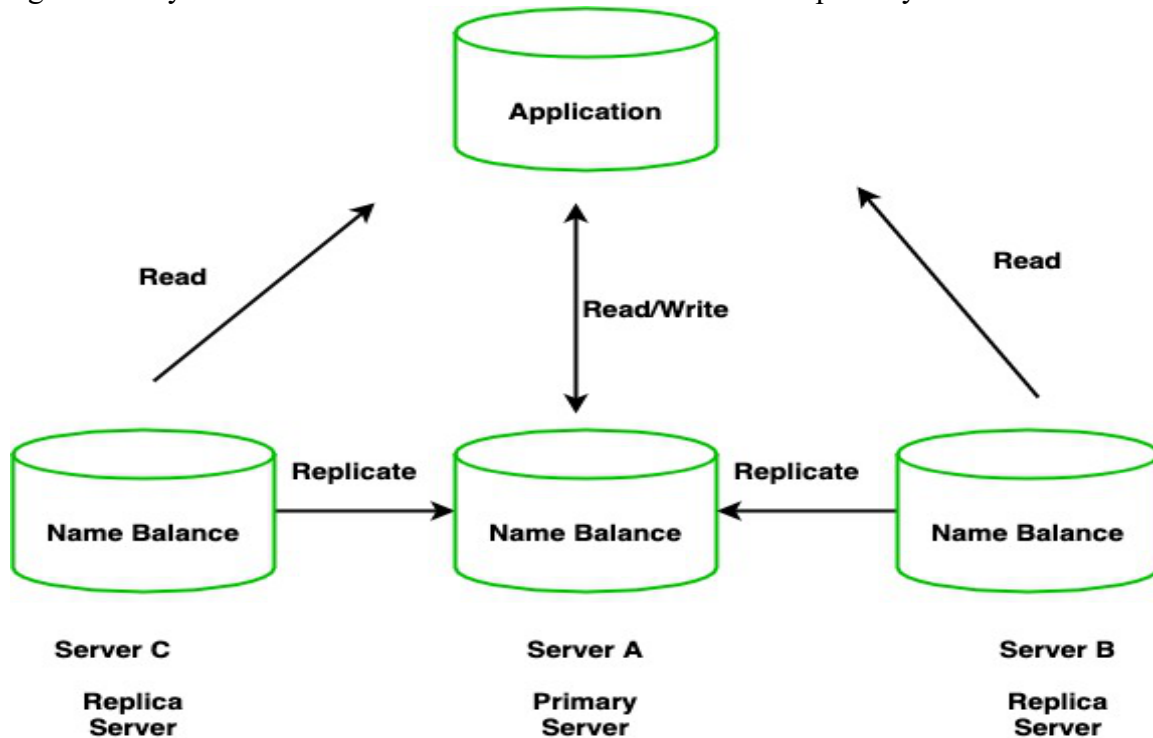 Application
Read
Read
Read/Write
Replicate
Replicate
Name Balance
Name Balance
Name Balance
Server C
Server A
Server B
Replica
Server
Primary
Server
Replica
Server